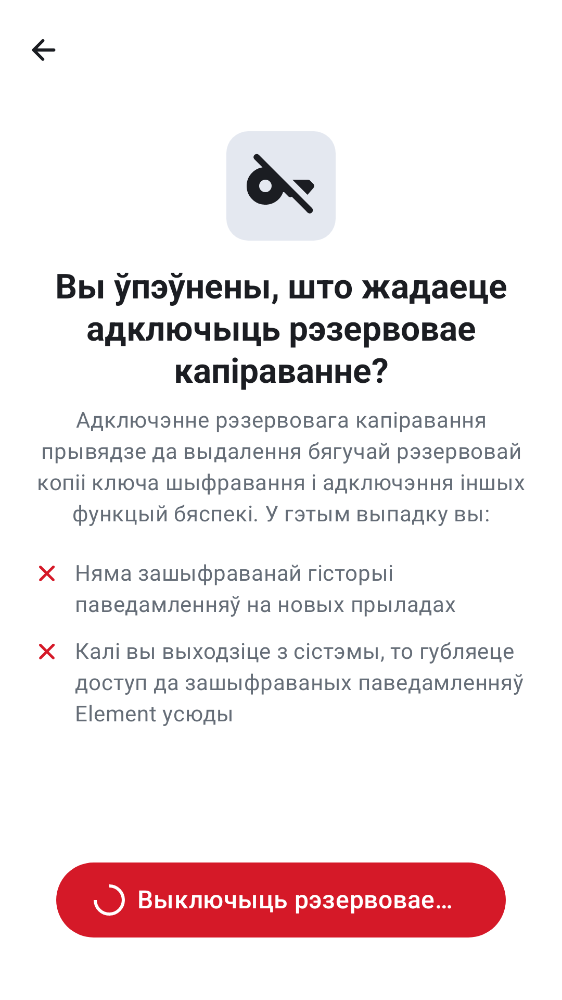 Вы ўпэўнены, што жадаеце
адключыць рэзервовае
капіраванне?
Адключэнне рэзервовага капіравання
прывядзе да выдалення бягучай рэзервовай
копіі ключа шыфравання і адключэння іншых
функцый бяспекі. У гэтым выпадку вы:
Няма зашыфраванай гісторыі
паведамленняў на новых прыладах
Калі вы выходзіце з сістэмы, то губляеце
доступ да зашыфраваных паведамленняў
Element усюды
Выключыць рэзервовае…